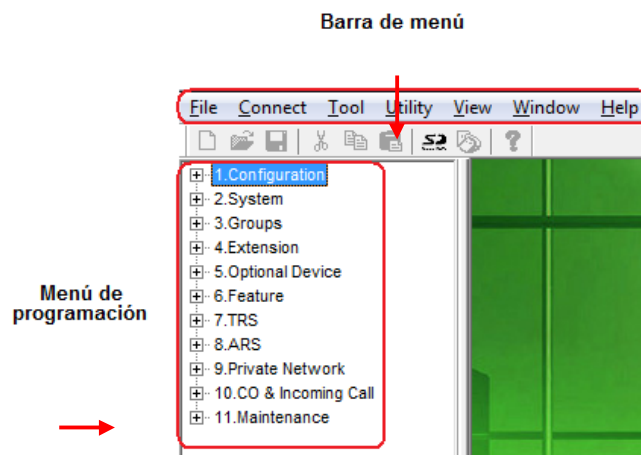 Barra de menú
File Connect Tool Utility View Window Help
1.Configuration
2.System
3.Groups
4.Extension
5.Optional Device
6.Feature
7.TRS
8.ARS
9.Private Network
10.CO & Incoming Call
11.Maintenance
Menú de
programación